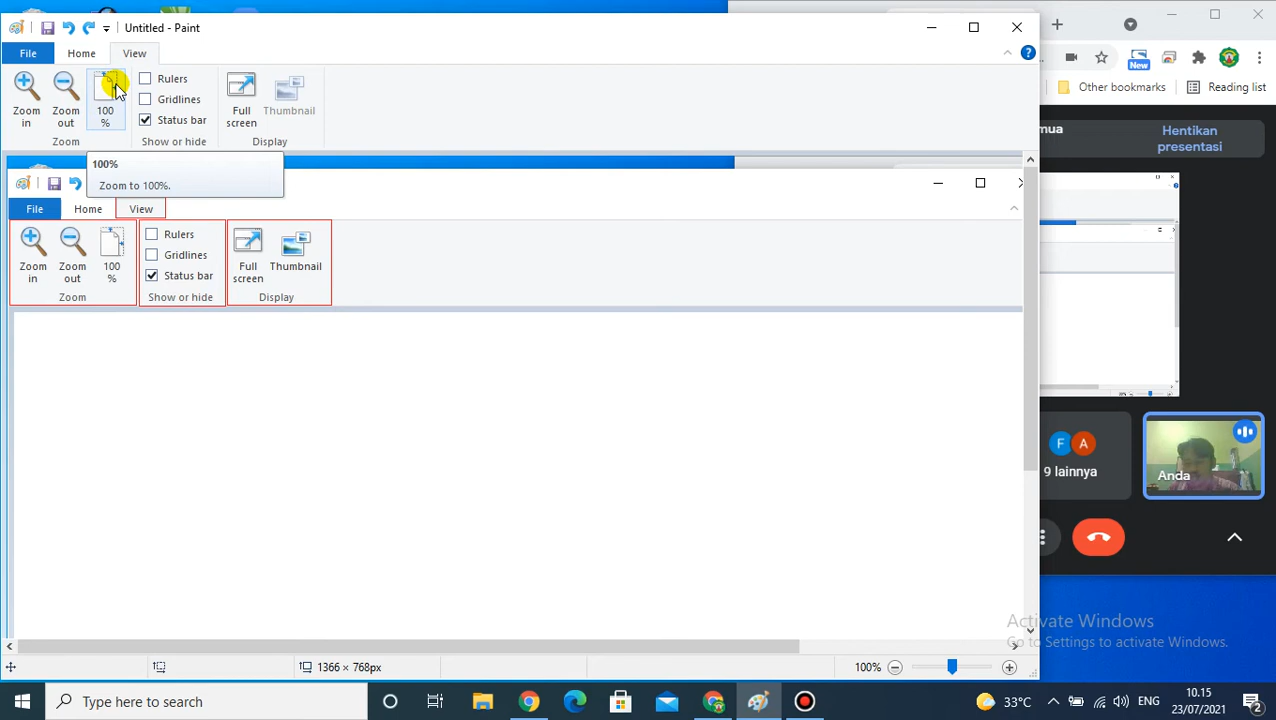 Untitled - Paint
File
Home
View
Zoom in
Zoom out
100 %
Rulers
Gridlines
Status bar
Full screen
Thumbnail
Zoom
Show or hide
Display
100%
Zoom to 100%.
File
Home
View
Zoom in
Zoom out
100 %
Rulers
Gridlines
Status bar
Full screen
Thumbnail
Zoom
Show or hide
Display
1366 × 768px
100%
New
Other bookmarks
Reading list
mua
Hentikan
presentasi
F A
9 lainnya
Anda
Activate Windows
Go to Settings to activate Windows.
Type here to search
33°C
ENG
10.15
23/07/2021
2